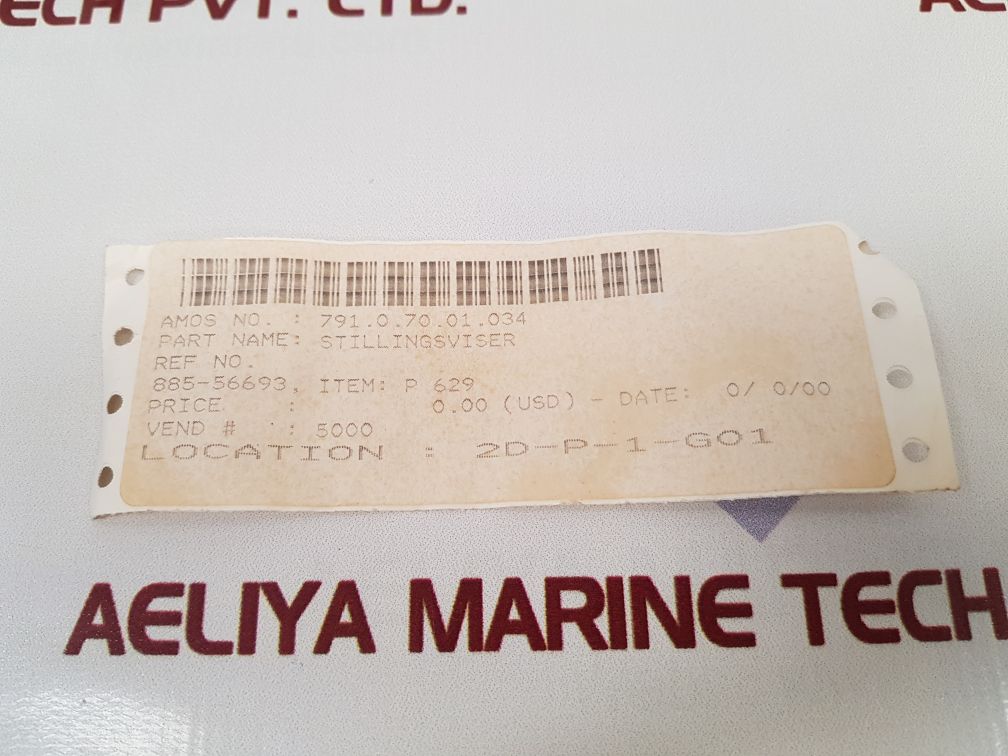 ECH PVT. LTD.
AE
AMOS NO. : 791.0.70.01.034
PART NAME: STILLINGSVISER
REF NO.
885-56693, ITEM: P 629
PRICE : 0.00 (USD) - DATE: 0/ 0/00
VEND # : 5000
LOCATION : 2D-P-1-G01
AELIYA MARINE TECH